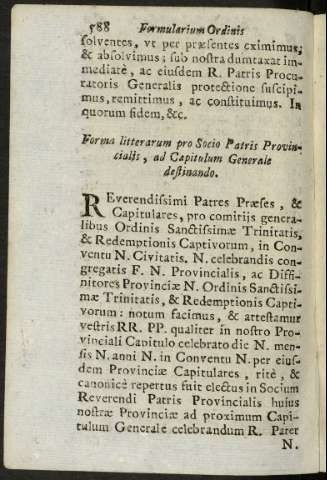 588 Formularium Ordinis
solventes, vt per præsentes eximimus,
& absolvimus; sub nostra dumtaxat im-
mediatè, ac eiusdem R. Patris Procu-
ratoris Generalis protectione suscipi-
mus, remittimus, ac constituimus. In
quorum fidem, &c.
Forma litterarum pro Socio Patris Provin-
cialis, ad Capitulum Generale
destinando.
REverendissimi Patres Præses, &
Capitulares, pro comitijs genera-
libus Ordinis Sanctissimæ Trinitatis,
& Redemptionis Captivorum, in Con-
ventu N. Civitatis. N. celebrandis con-
gregatis F. N. Provincialis, ac Diffi-
nitores Provinciæ N. Ordinis Sanctissi-
mæ Trinitatis, & Redemptionis Capti-
vorum: notum facimus, & attestamur
vestris RR. PP. qualiter in nostro Pro-
vinciali Capitulo celebrato die N. men-
sis N. anni N. in Conventu N. per eius-
dem Provinciæ Capitulares, ritè, &
canonicè repertus fuit electus in Socium
Reverendi Patris Provincialis huius
nostræ Provinciæ ad proximum Capi-
tulum Generale celebrandum R. Pater
N.